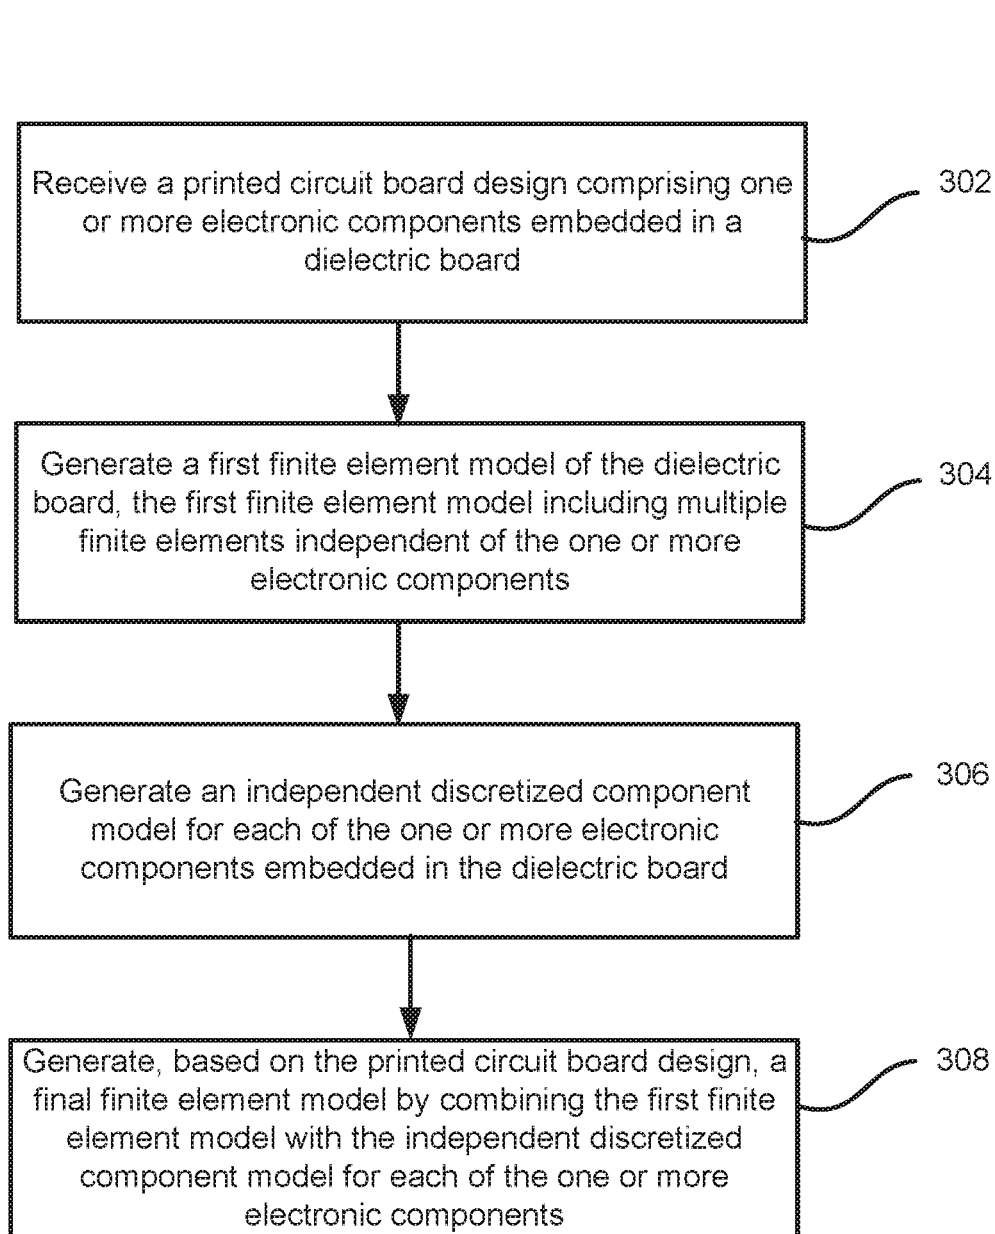 Receive a printed circuit board design comprising one
or more electronic components embedded in a
dielectric board
302
Generate a first finite element model of the dielectric
board, the first finite element model including multiple
finite elements independent of the one or more
electronic components
304
Generate an independent discretized component
model for each of the one or more electronic
components embedded in the dielectric board
306
Generate, based on the printed circuit board design, a
final finite element model by combining the first finite
element model with the independent discretized
component model for each of the one or more
electronic components
308